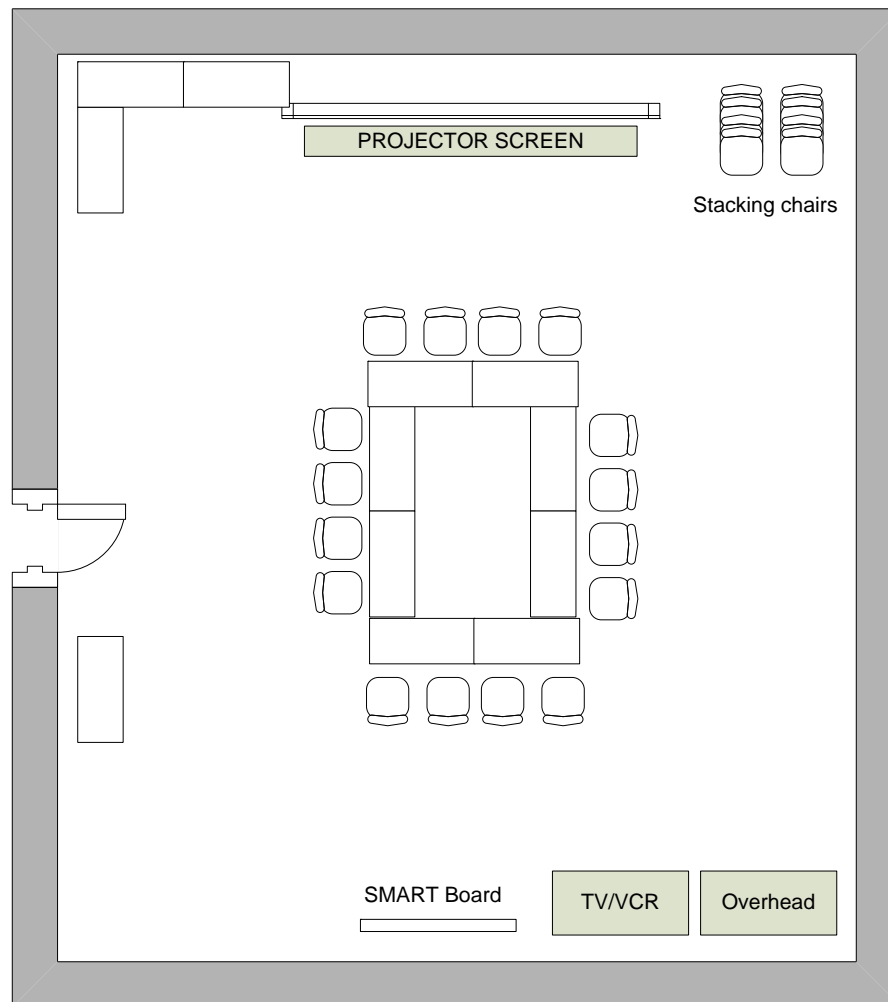 PROJECTOR SCREEN
Stacking chairs
SMART Board
TV/VCR
Overhead